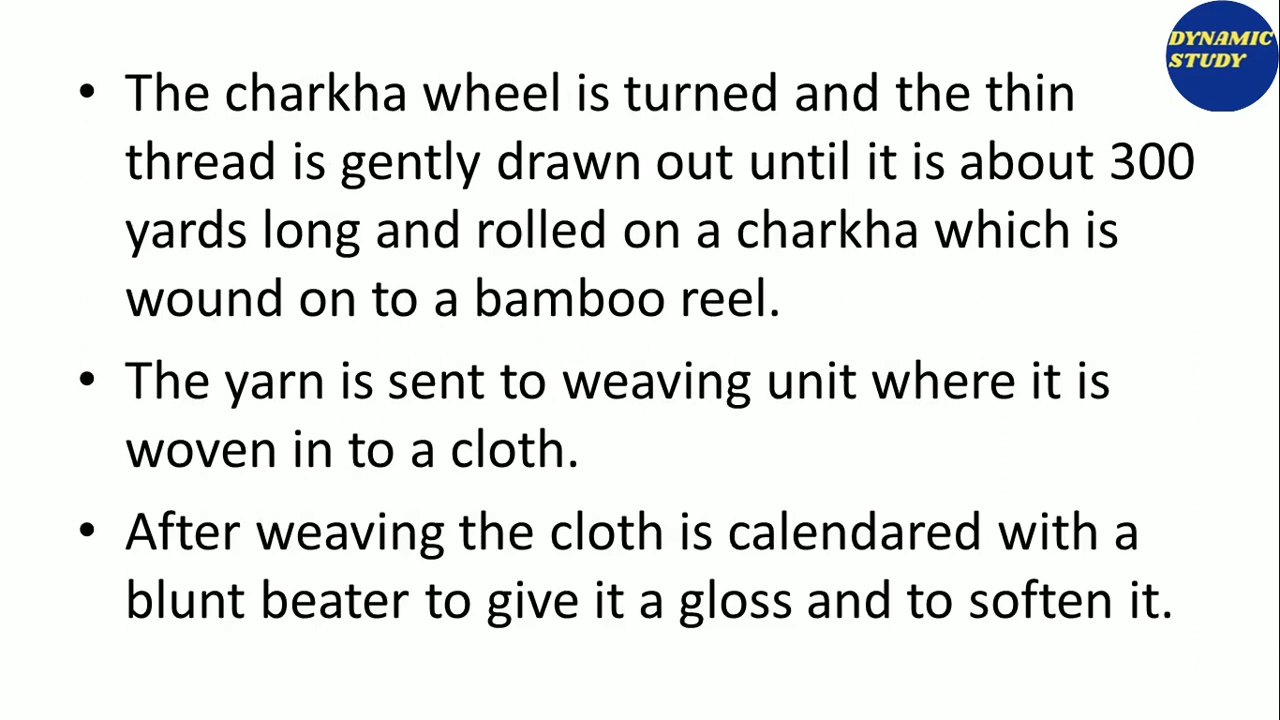 DYNAMIC
STUDY
• The charkha wheel is turned and the thin
thread is gently drawn out until it is about 300
yards long and rolled on a charkha which is
wound on to a bamboo reel.
• The yarn is sent to weaving unit where it is
woven in to a cloth.
• After weaving the cloth is calendared with a
blunt beater to give it a gloss and to soften it.